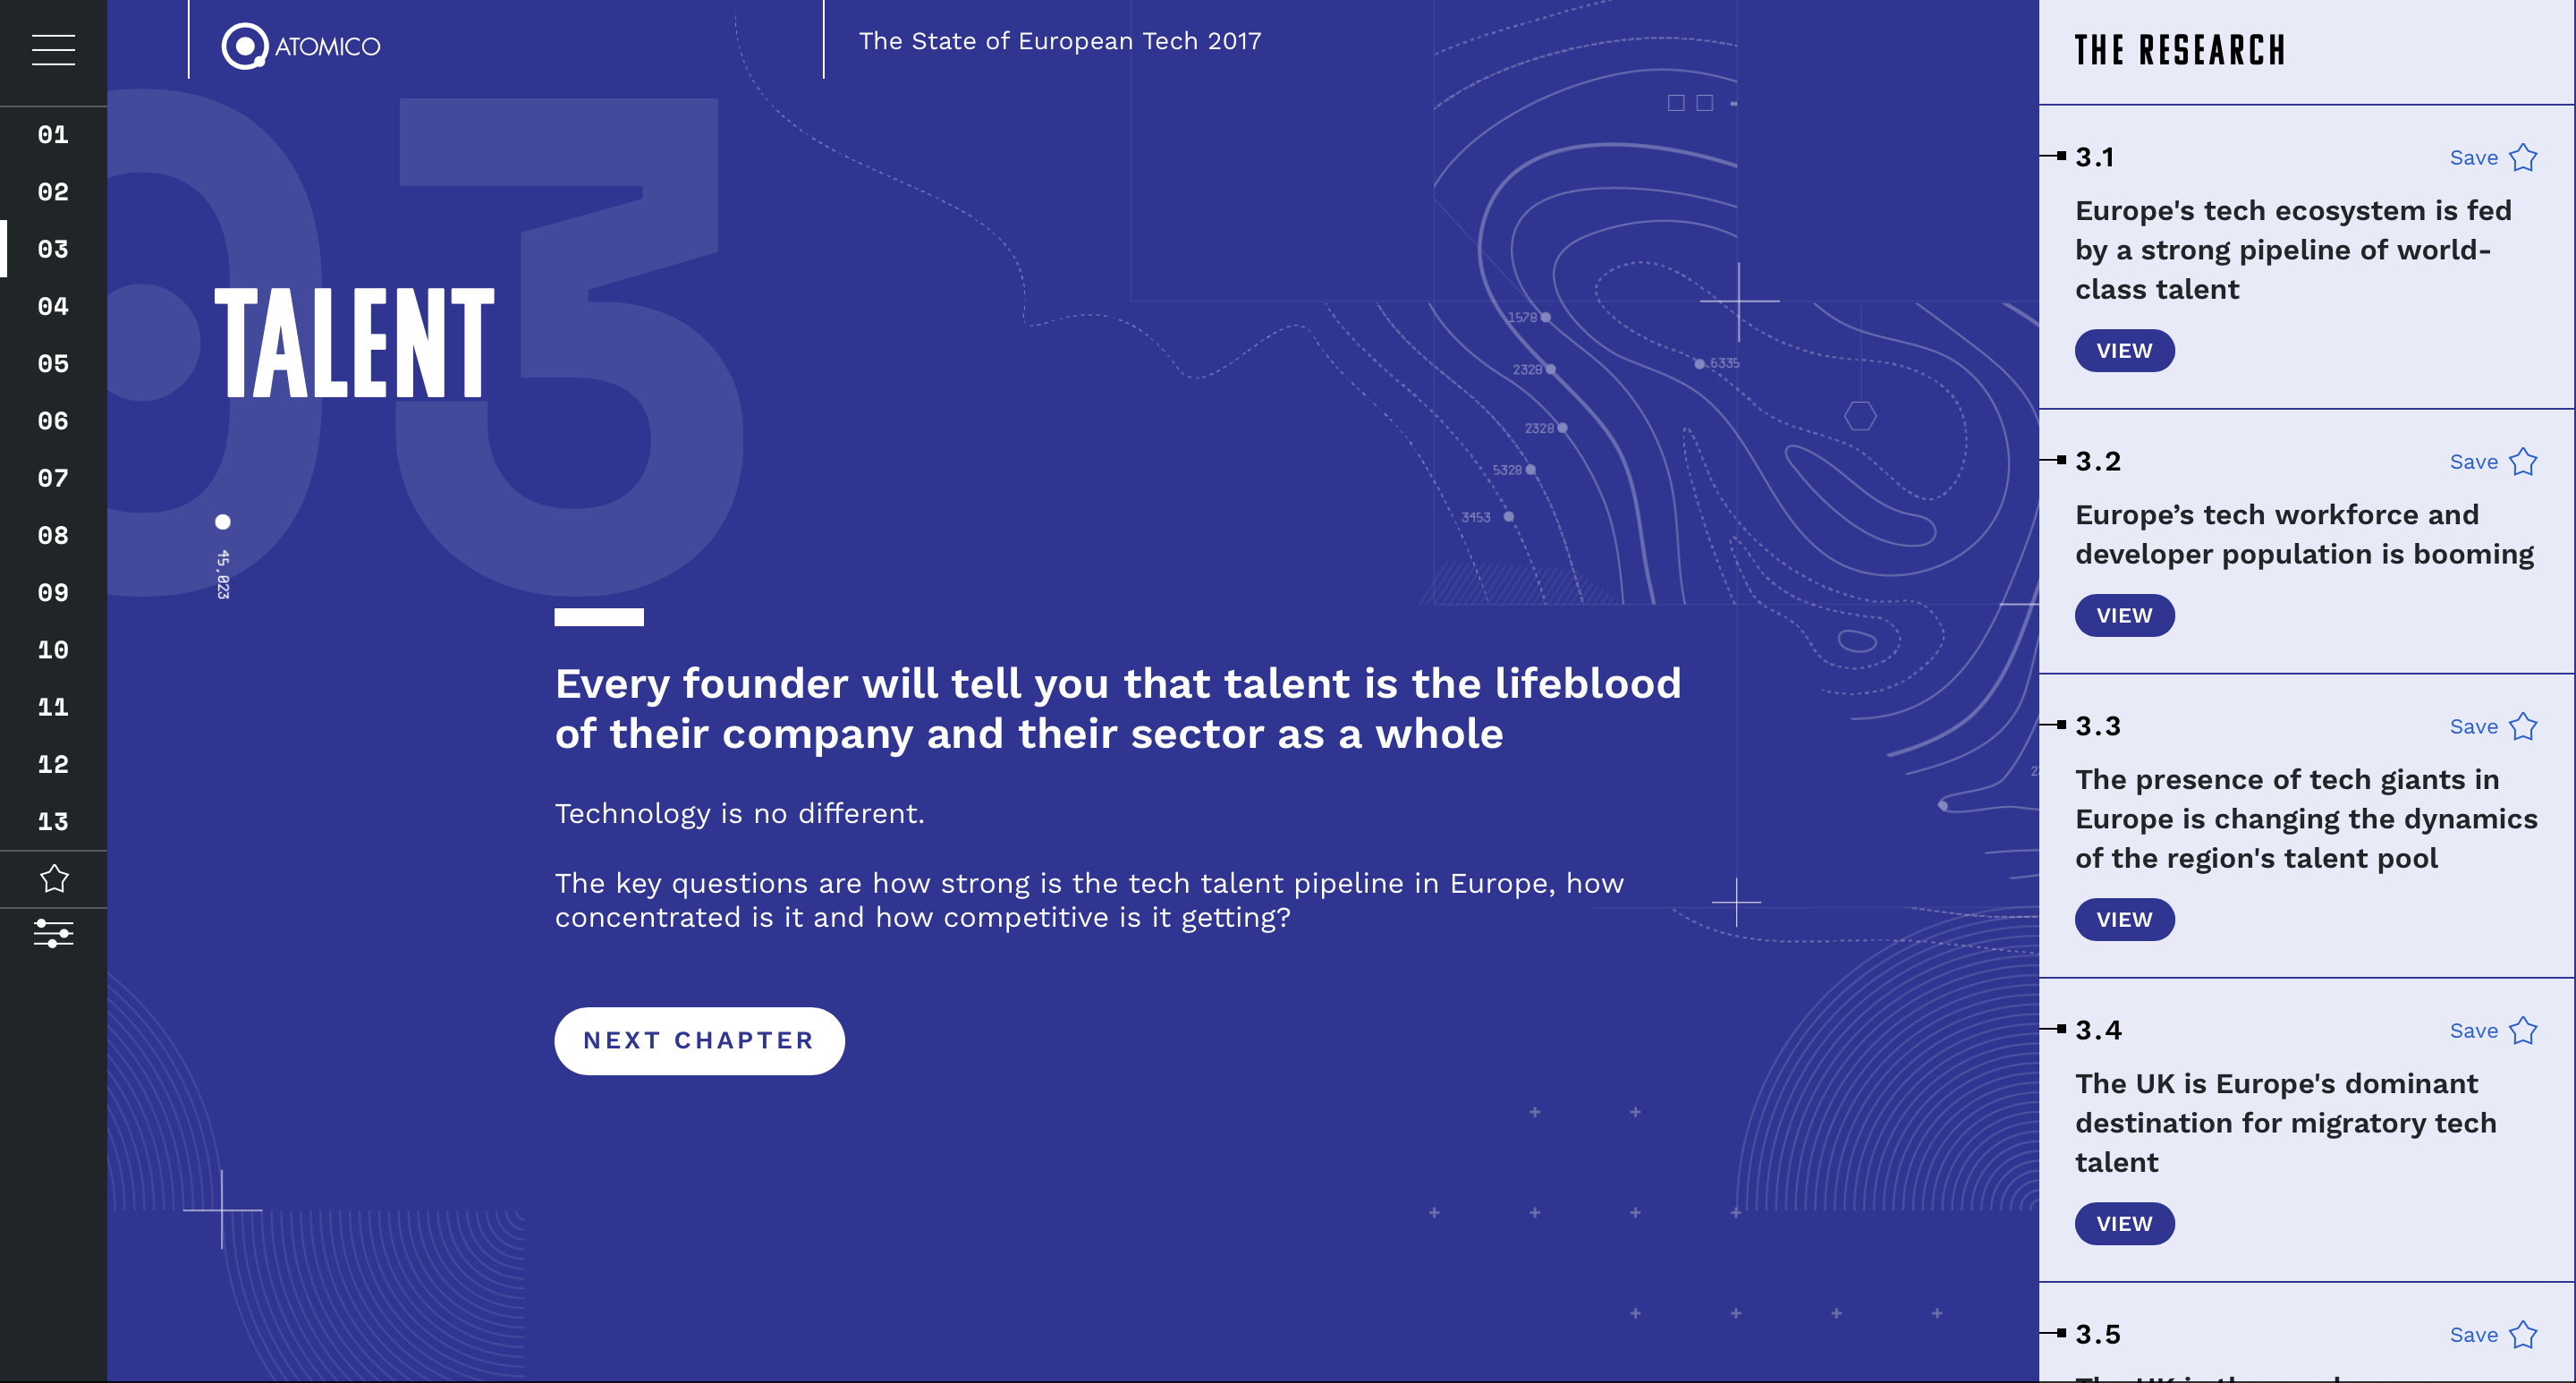 ATOMICO
The State of European Tech 2017
01
02
03
04
05
06
07
08
09
10
11
12
13
03
TALENT
45,023
1578
2328
6335
2328
5328
3453
Every founder will tell you that talent is the lifeblood
of their company and their sector as a whole
Technology is no different.
The key questions are how strong is the tech talent pipeline in Europe, how
concentrated is it and how competitive is it getting?
NEXT CHAPTER
THE RESEARCH
3.1
Save
Europe's tech ecosystem is fed
by a strong pipeline of world-
class talent
VIEW
3.2
Save
Europe’s tech workforce and
developer population is booming
VIEW
3.3
Save
The presence of tech giants in
Europe is changing the dynamics
of the region's talent pool
VIEW
3.4
Save
The UK is Europe's dominant
destination for migratory tech
talent
VIEW
3.5
Save